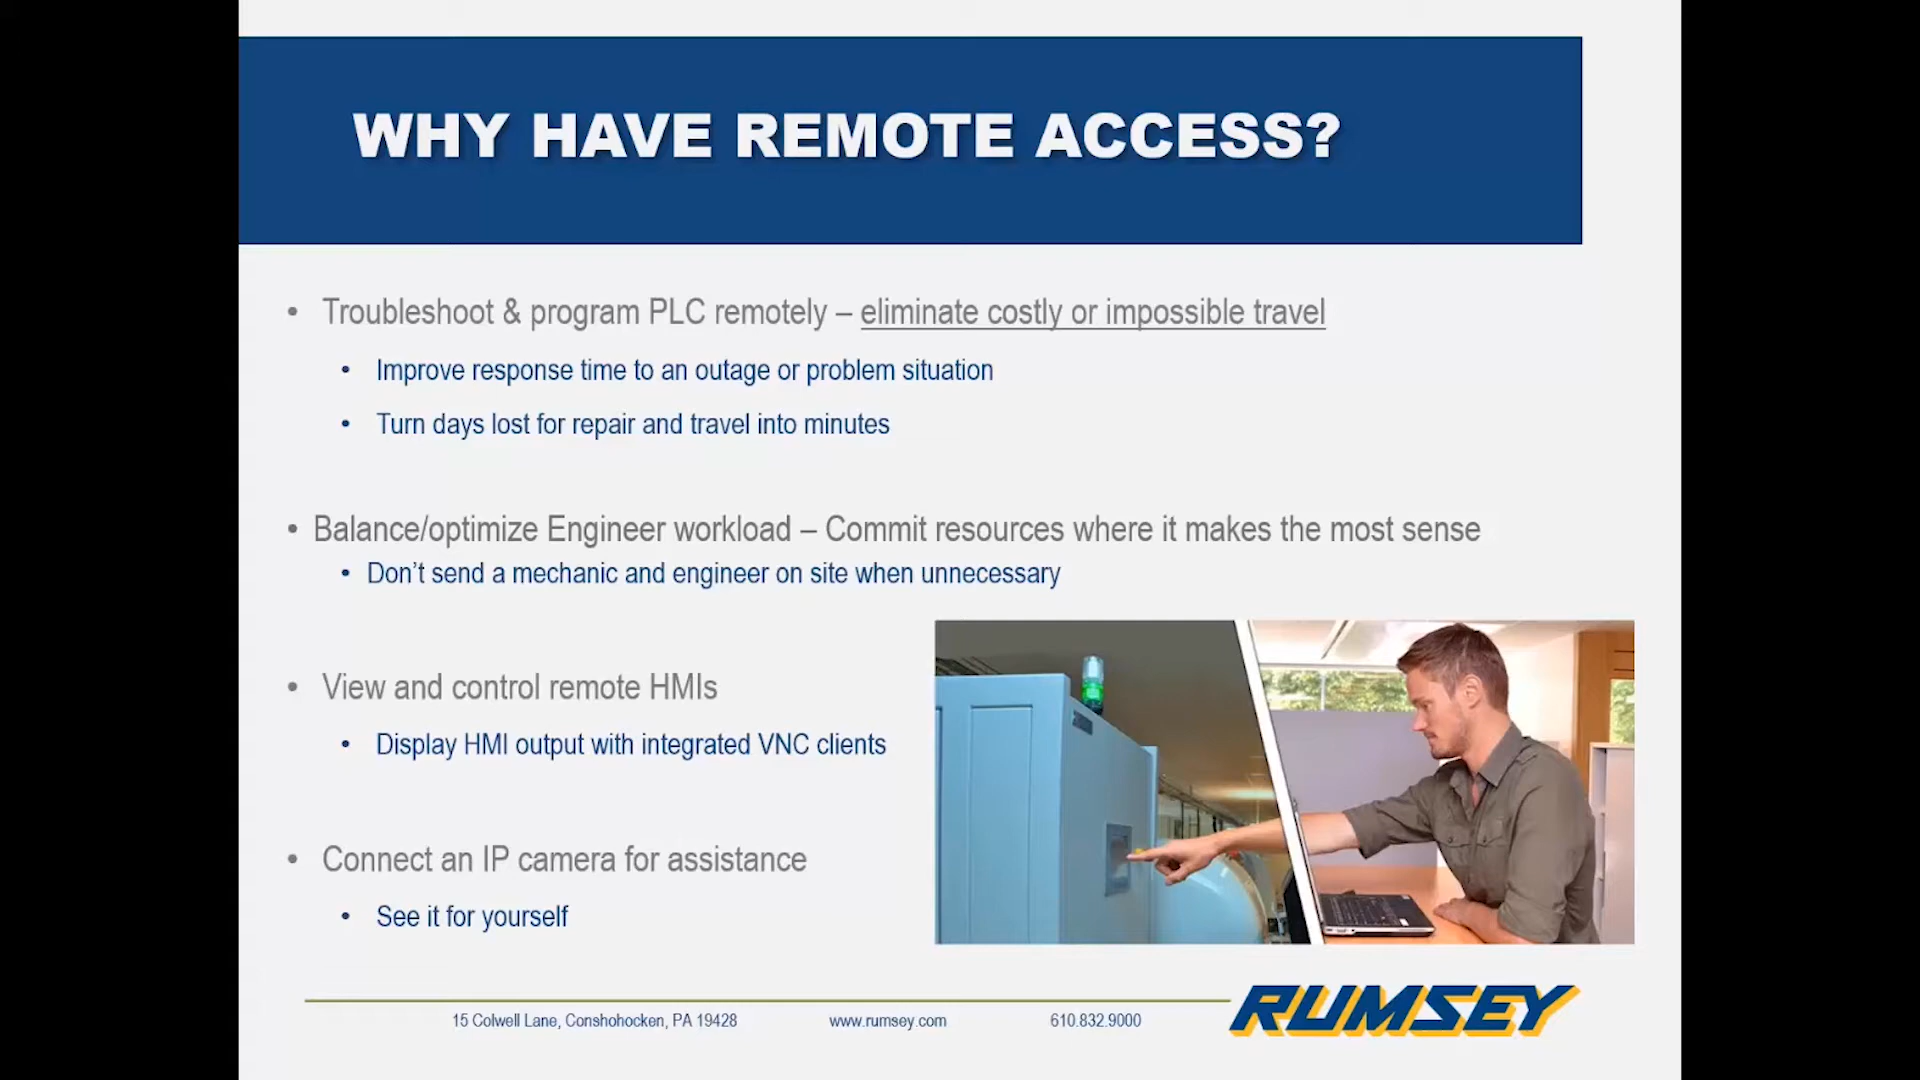 WHY HAVE REMOTE ACCESS?
• Troubleshoot & program PLC remotely – eliminate costly or impossible travel
• Improve response time to an outage or problem situation
• Turn days lost for repair and travel into minutes
• Balance/optimize Engineer workload – Commit resources where it makes the most sense
• Don't send a mechanic and engineer on site when unnecessary
• View and control remote HMIs
• Display HMI output with integrated VNC clients
• Connect an IP camera for assistance
• See it for yourself
15 Colwell Lane, Conshohocken, PA 19428 www.rumsey.com 610.832.9000
RUMSEY